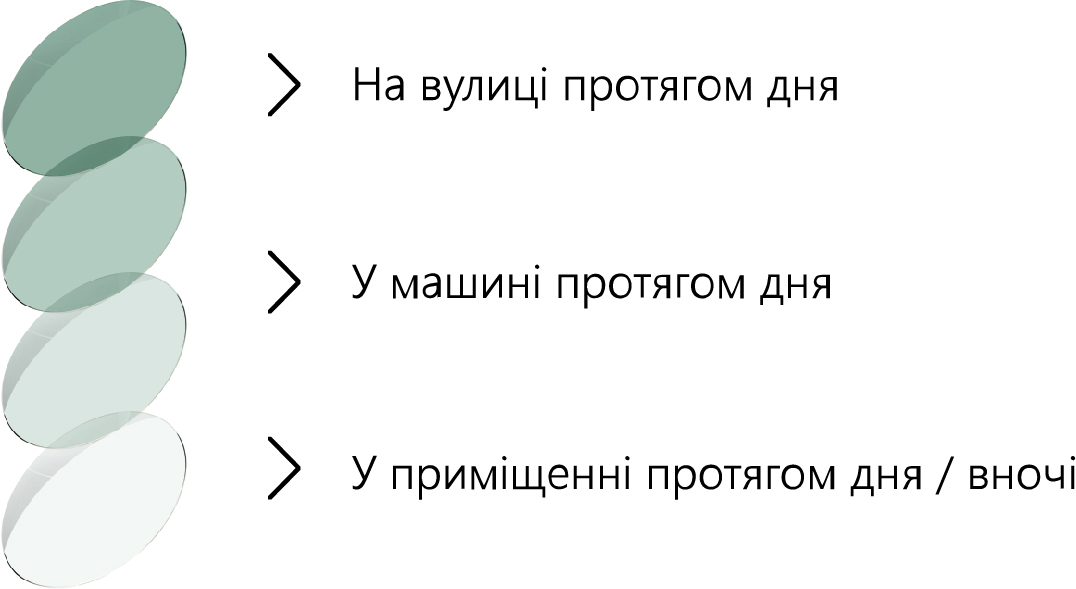 На вулиці протягом дня
У машині протягом дня
У приміщенні протягом дня / вночі